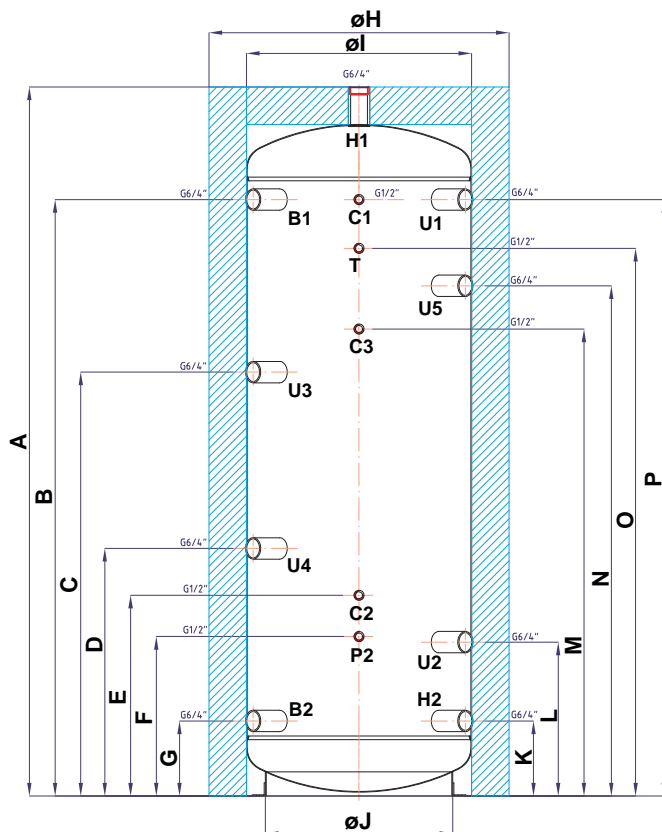 øH
øI
G6/4"
H1
G6/4" G1/2" G6/4"
B1 C1 U1
G1/2"
T
G6/4"
U5
G1/2"
C3
G6/4"
U3
A
B
C
P
O
N
M
G6/4"
U4
G1/2"
C2
G1/2"
P2
G6/4"
U2
D
E
F
G
L
K
G6/4" B2 H2 G6/4"
øJ